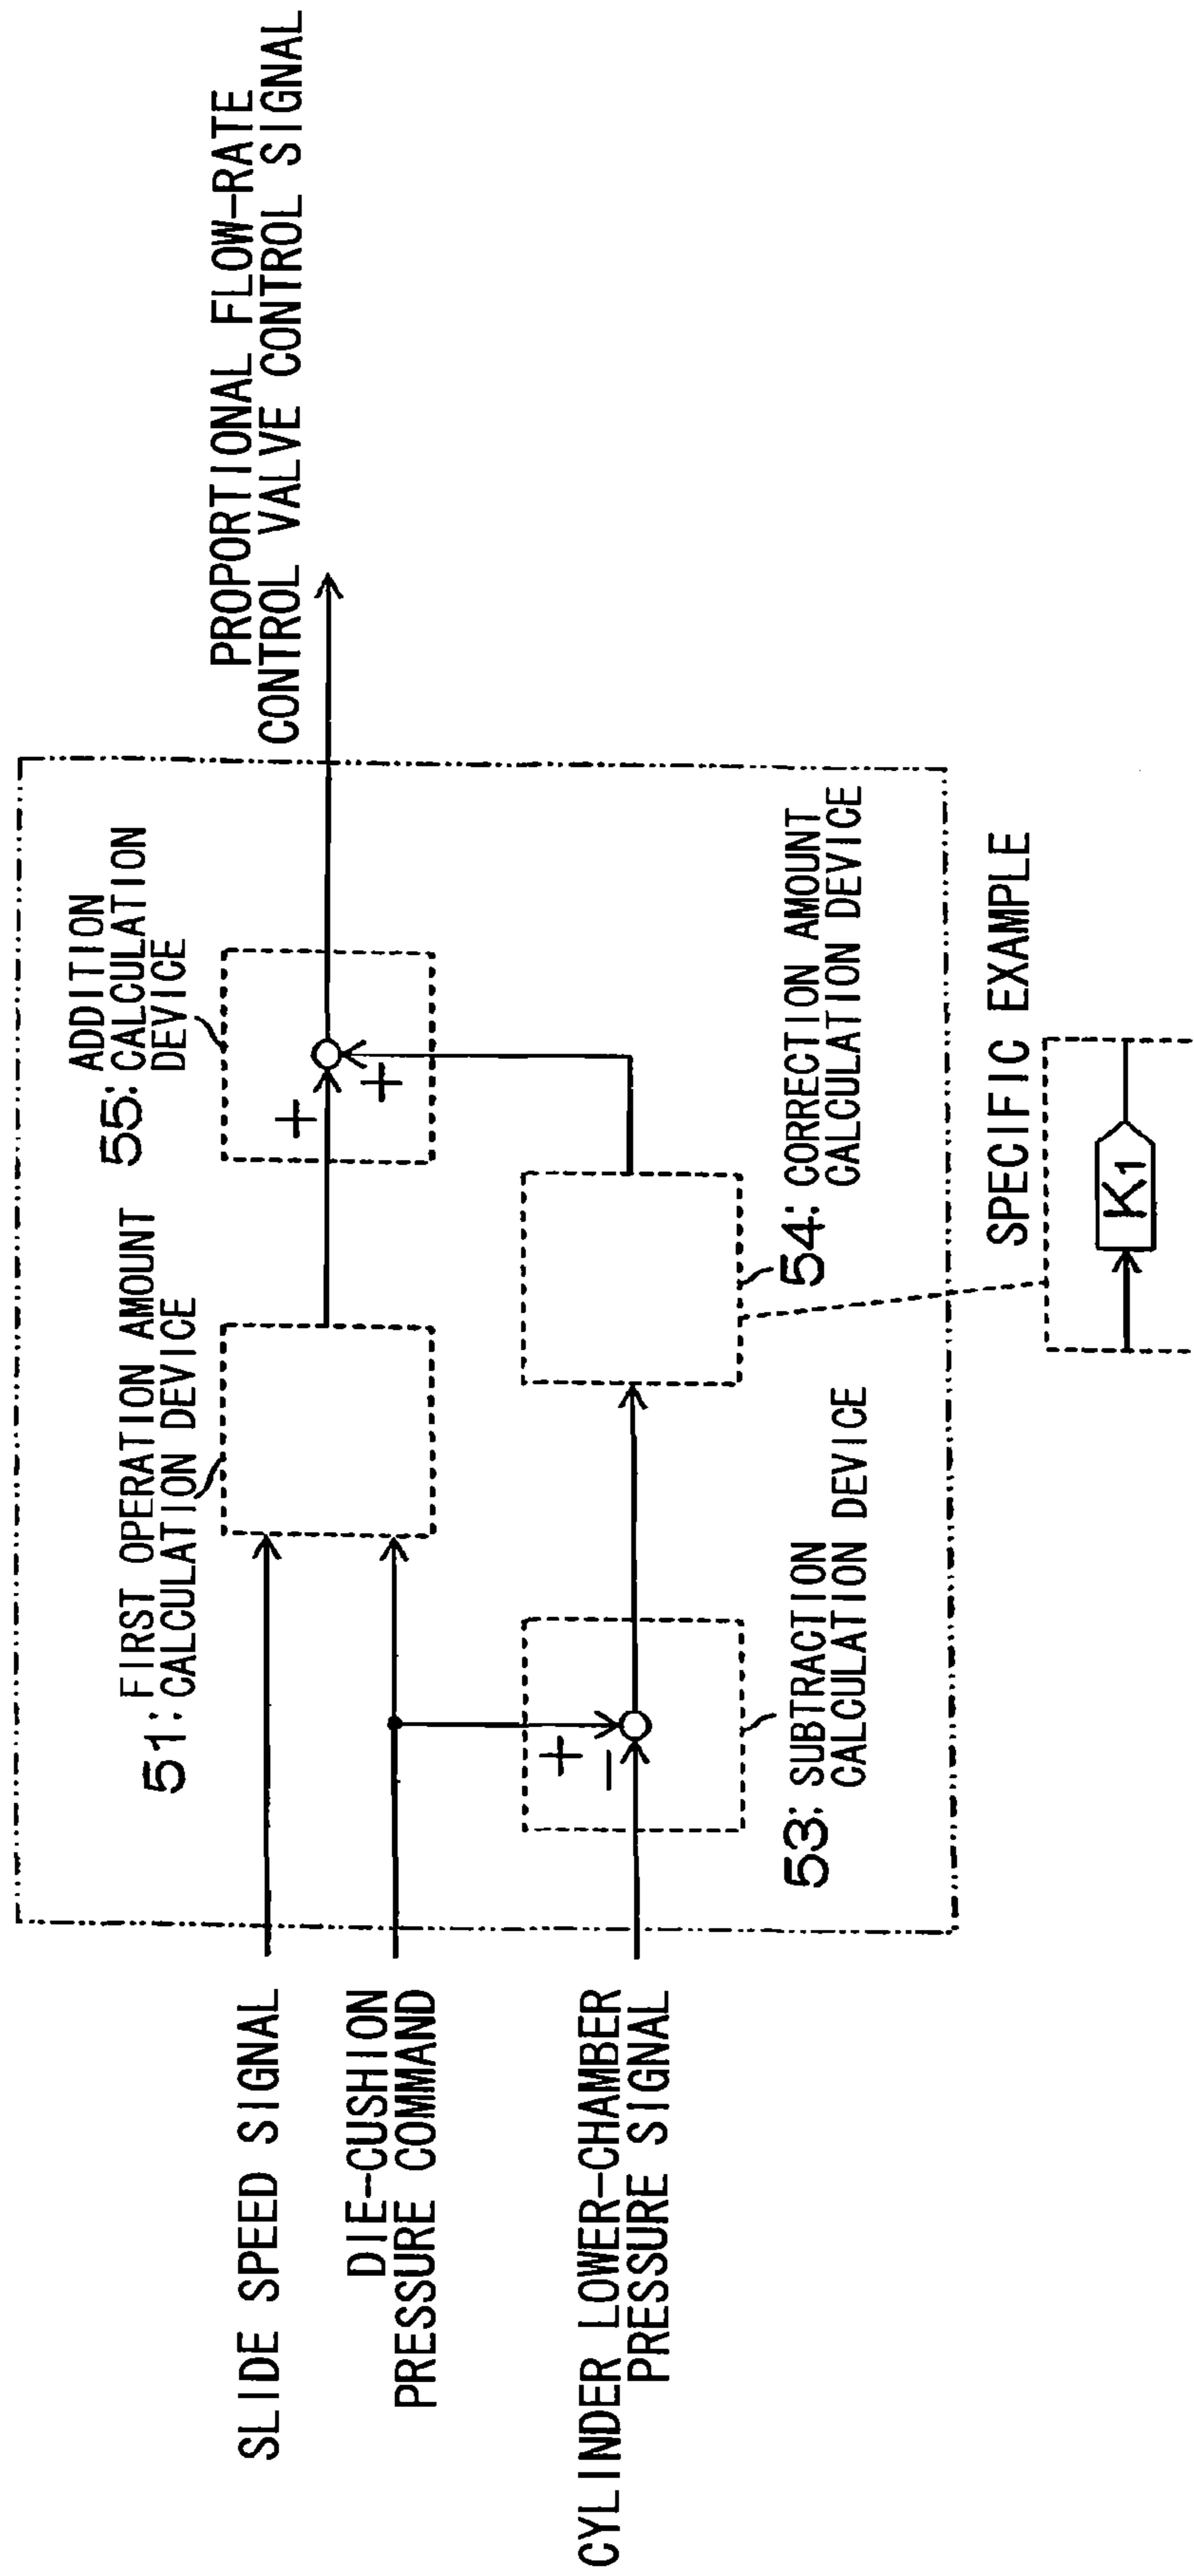 SLIDE SPEED SIGNAL
DIE-CUSHION
PRESSURE COMMAND
CYLINDER LOWER-CHAMBER
PRESSURE SIGNAL
51; FIRST OPERATION AMOUNT
CALCULATION DEVICE
+
−
53; SUBTRACTION
CALCULATION DEVICE
ADDITION
55: CALCULATION
DEVICE
+
+
54: CORRECTION AMOUNT
CALCULATION DEVICE
PROPORTIONAL FLOW-RATE
CONTROL VALVE CONTROL SIGNAL
SPECIFIC EXAMPLE
K1